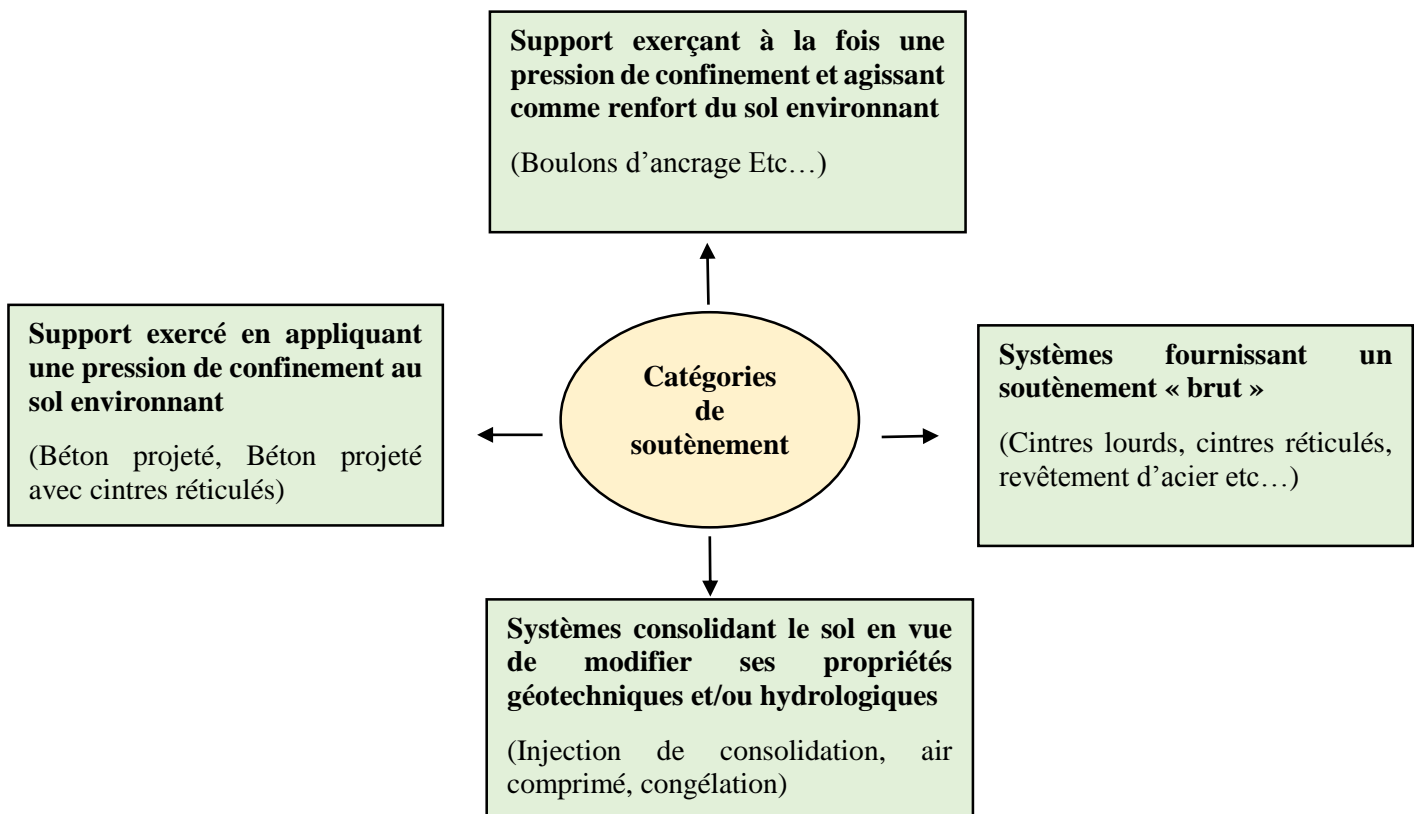 Support exerçant à la fois une
pression de confinement et agissant
comme renfort du sol environnant
(Boulons d’ancrage Etc…)
Support exercé en appliquant
une pression de confinement au
sol environnant
(Béton projeté, Béton projeté
avec cintres réticulés)
Catégories
de
soutènement
Systèmes fournissant un
soutènement « brut »
(Cintres lourds, cintres réticulés,
revêtement d’acier etc…)
Systèmes consolidant le sol en vue
de modifier ses propriétés
géotechniques et/ou hydrologiques
(Injection de consolidation, air
comprimé, congélation)